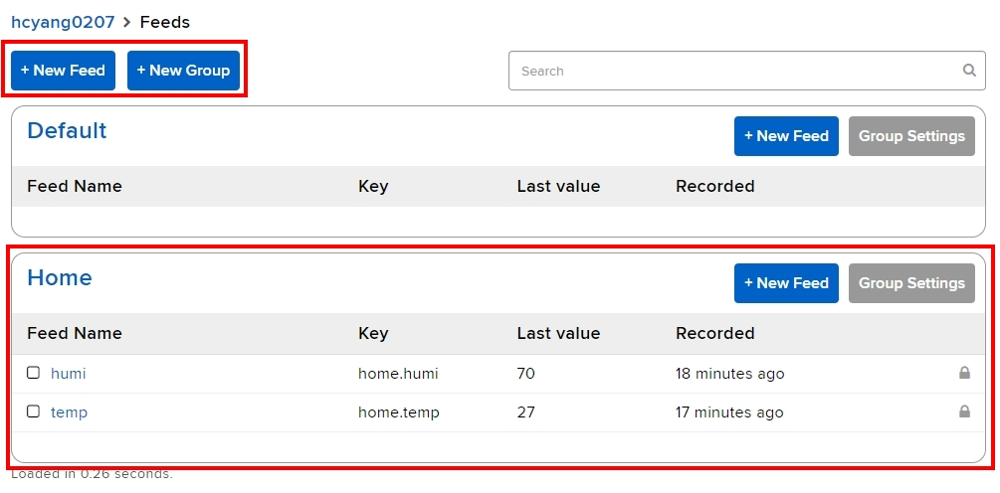 hcyang0207 > Feeds
+ New Feed + New Group Search
Default + New Feed Group Settings
Feed Name Key Last value Recorded
Home + New Feed Group Settings
Feed Name Key Last value Recorded
humi home.humi 70 18 minutes ago
temp home.temp 27 17 minutes ago
Loaded in 0.26 seconds.